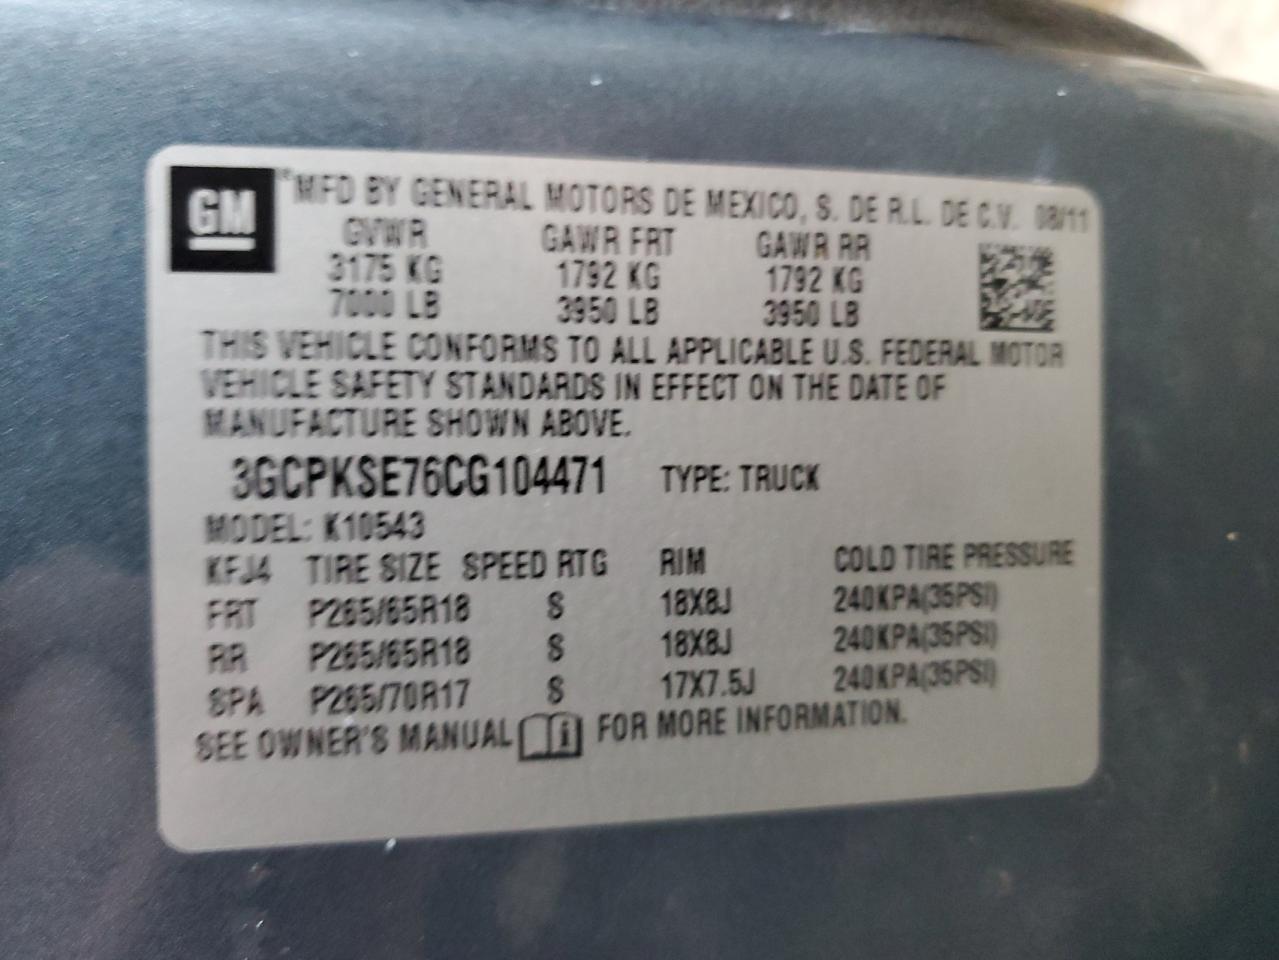 GM ® MFD BY GENERAL MOTORS DE MEXICO, S. DE R.L. DE C.V. 08/11
GVWR GAWR FRT GAWR RR
3175 KG 1792 KG 1792 KG
7000 LB 3950 LB 3950 LB
THIS VEHICLE CONFORMS TO ALL APPLICABLE U.S. FEDERAL MOTOR
VEHICLE SAFETY STANDARDS IN EFFECT ON THE DATE OF
MANUFACTURE SHOWN ABOVE.
3GCPKSE76CG104471 TYPE: TRUCK
MODEL: K10543
KFJ4 TIRE SIZE SPEED RTG RIM COLD TIRE PRESSURE
FRT P265/65R18 S 18X8J 240KPA(35PSI)
RR P265/65R18 S 18X8J 240KPA(35PSI)
SPA P265/70R17 S 17X7.5J 240KPA(35PSI)
SEE OWNER'S MANUAL i FOR MORE INFORMATION.